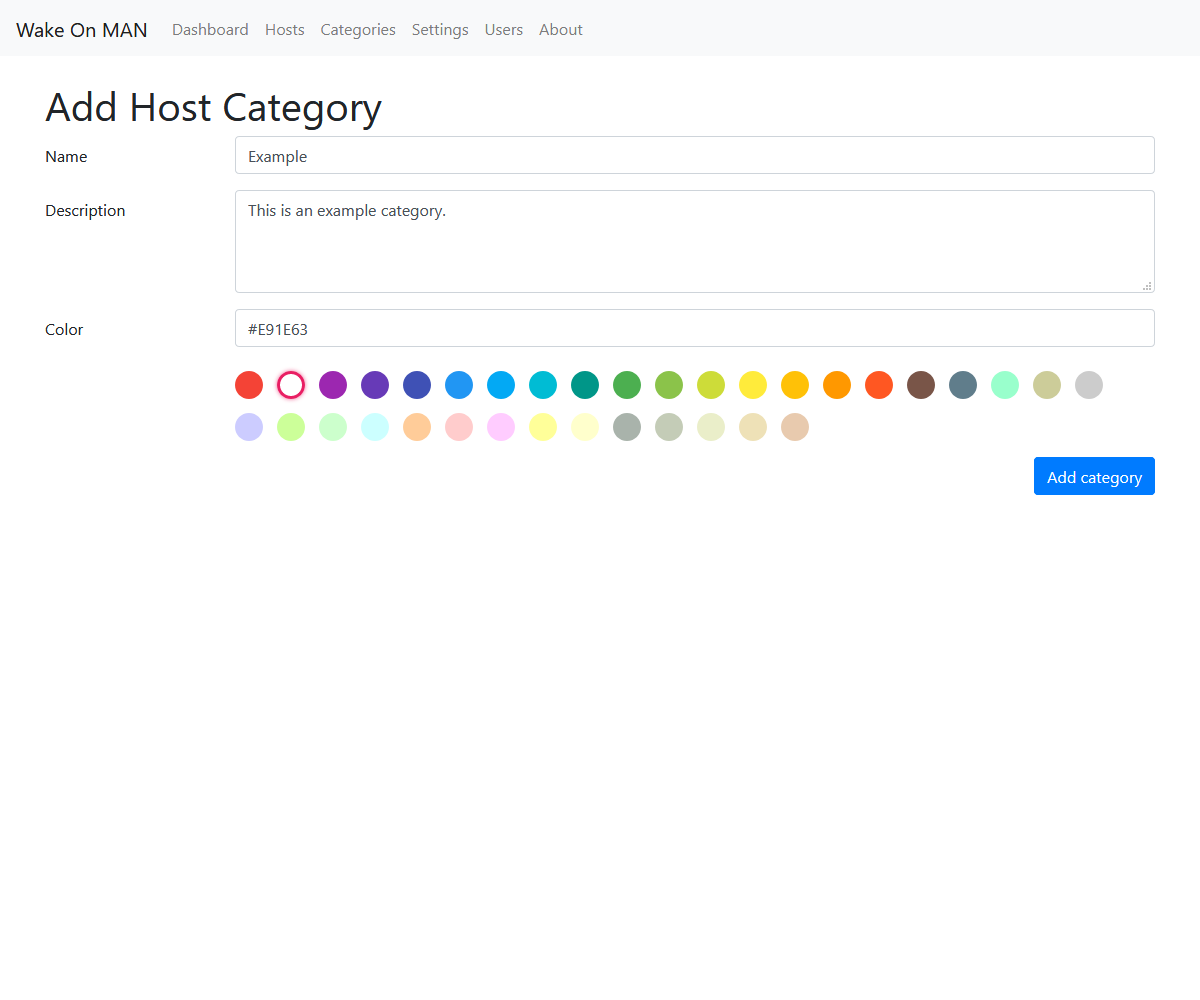 Wake On MAN Dashboard Hosts Categories Settings Users About
Add Host Category
Name Example
Description This is an example category.
Color #E91E63
Add category